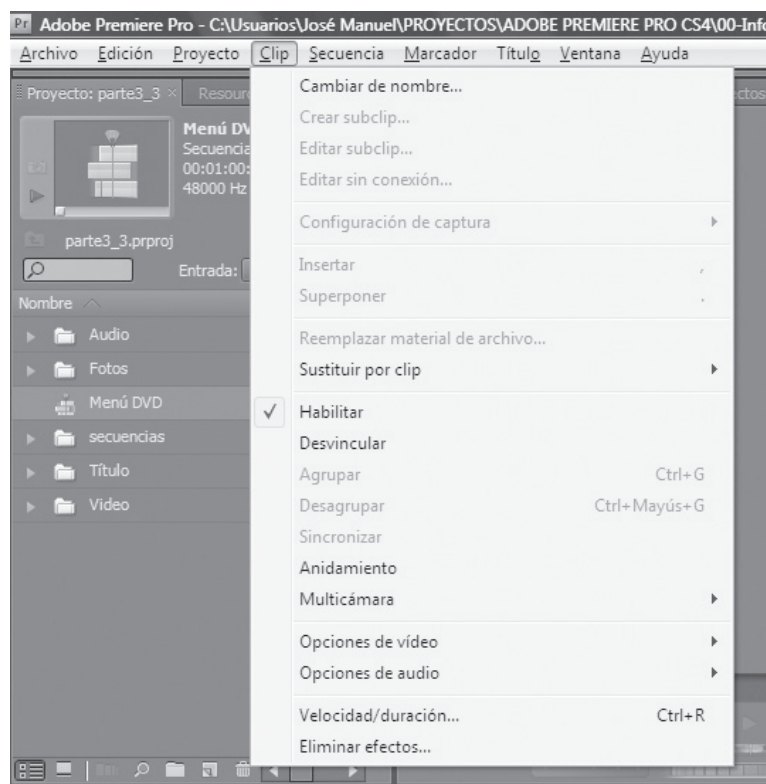 Pr Adobe Premiere Pro - C:\Usuarios\José Manuel\PROYECTOS\ADOBE PREMIERE PRO CS4\00-Info
Archivo Edición Proyecto Clip Secuencia Marcador Título Ventana Ayuda
Proyecto: parte3_3 × Resour
Menú DV
Secuencia
00:01:00:
48000 Hz
parte3_3.prproj
Entrada:
Nombre
Audio
Fotos
Menú DVD
secuencias
Título
Video
Cambiar de nombre...
Crear subclip...
Editar subclip...
Editar sin conexión...
Configuración de captura
Insertar ,
Superponer .
Reemplazar material de archivo...
Sustituir por clip
Habilitar
Desvincular
Agrupar Ctrl+G
Desagrupar Ctrl+Mayús+G
Sincronizar
Anidamiento
Multicámara
Opciones de vídeo
Opciones de audio
Velocidad/duración... Ctrl+R
Eliminar efectos...
ectos